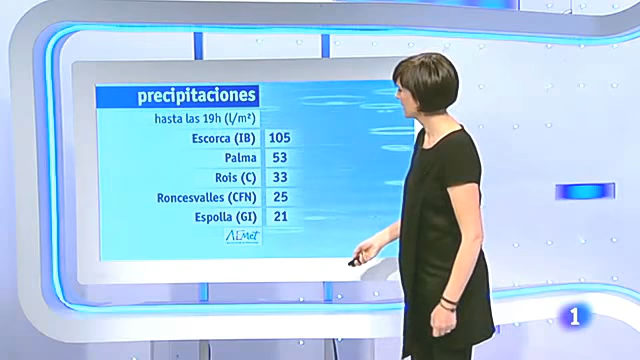 precipitaciones
hasta las 19h (l/m²)
Escorca (IB) 105
Palma 53
Rois (C) 33
Roncesvalles (CFN) 25
Espolla (GI) 21
AEMet
1